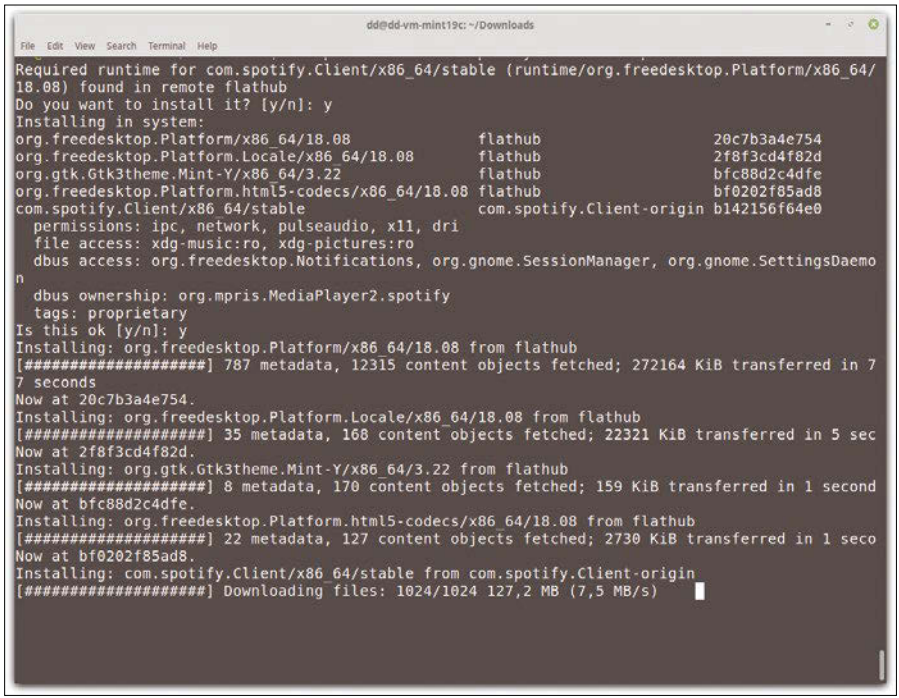 dd@dd-vm-mint19c: ~/Downloads
File Edit View Search Terminal Help
Required runtime for com.spotify.Client/x86_64/stable (runtime/org.freedesktop.Platform/x86_64/
18.08) found in remote flathub
Do you want to install it? [y/n]: y
Installing in system:
org.freedesktop.Platform/x86_64/18.08 flathub 20c7b3a4e754
org.freedesktop.Platform.Locale/x86_64/18.08 flathub 2f8f3cd4f82d
org.gtk.Gtk3theme.Mint-Y/x86_64/3.22 flathub bfc88d2c4dfe
org.freedesktop.Platform.html5-codecs/x86_64/18.08 flathub bf0202f85ad8
com.spotify.Client/x86_64/stable com.spotify.Client-origin b142156f64e0
permissions: ipc, network, pulseaudio, x11, dri
file access: xdg-music:ro, xdg-pictures:ro
dbus access: org.freedesktop.Notifications, org.gnome.SessionManager, org.gnome.SettingsDaemo
n
dbus ownership: org.mpris.MediaPlayer2.spotify
tags: proprietary
Is this ok [y/n]: y
Installing: org.freedesktop.Platform/x86_64/18.08 from flathub
[####################] 787 metadata, 12315 content objects fetched; 272164 KiB transferred in 7
7 seconds
Now at 20c7b3a4e754.
Installing: org.freedesktop.Platform.Locale/x86_64/18.08 from flathub
[####################] 35 metadata, 168 content objects fetched; 22321 KiB transferred in 5 sec
Now at 2f8f3cd4f82d.
Installing: org.gtk.Gtk3theme.Mint-Y/x86_64/3.22 from flathub
[####################] 8 metadata, 170 content objects fetched; 159 KiB transferred in 1 second
Now at bfc88d2c4dfe.
Installing: org.freedesktop.Platform.html5-codecs/x86_64/18.08 from flathub
[####################] 22 metadata, 127 content objects fetched; 2730 KiB transferred in 1 seco
Now at bf0202f85ad8.
Installing: com.spotify.Client/x86_64/stable from com.spotify.Client-origin
[####################] Downloading files: 1024/1024 127,2 MB (7,5 MB/s)